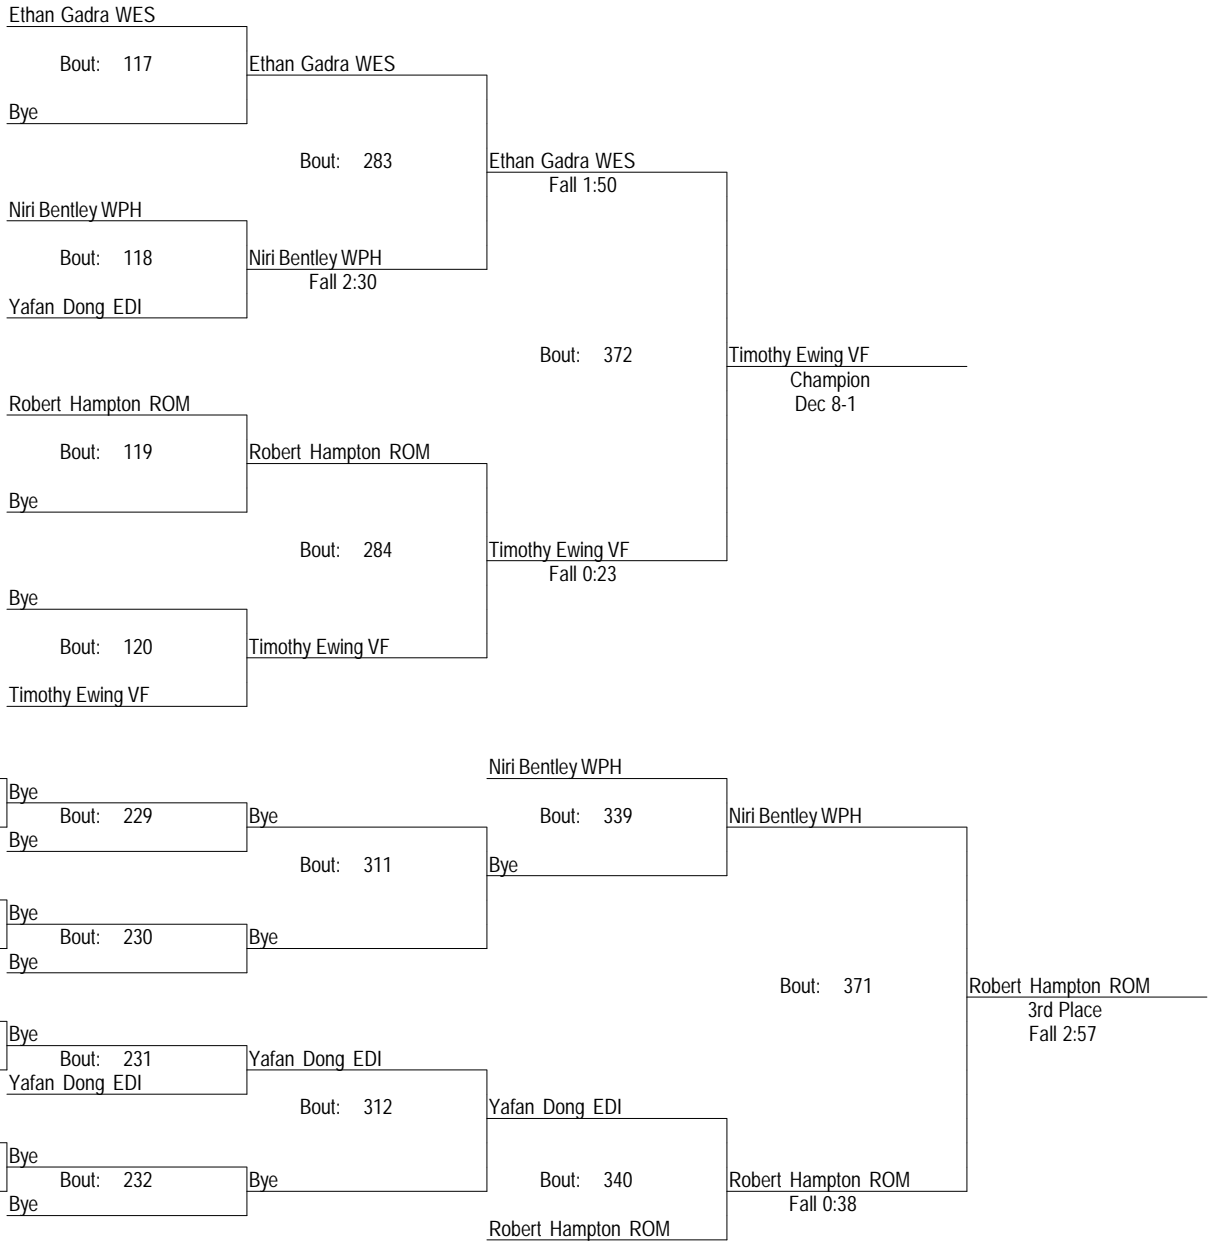 Ethan Gadra WES
Bout: 117 Ethan Gadra WES
Bye
Bout: 283 Ethan Gadra WES
Fall 1:50
Niri Bentley WPH
Bout: 118 Niri Bentley WPH
Fall 2:30
Yafan Dong EDI
Bout: 372 Timothy Ewing VF
Champion
Dec 8-1
Robert Hampton ROM
Bout: 119 Robert Hampton ROM
Bye
Bout: 284 Timothy Ewing VF
Fall 0:23
Bye
Bout: 120 Timothy Ewing VF
Timothy Ewing VF
Niri Bentley WPH
Bye
Bout: 229 Bye Bout: 339 Niri Bentley WPH
Bye
Bout: 311 Bye
Bye
Bout: 230 Bye
Bye
Bout: 371 Robert Hampton ROM
3rd Place
Fall 2:57
Bye
Bout: 231 Yafan Dong EDI
Yafan Dong EDI
Bout: 312 Yafan Dong EDI
Bye
Bout: 232 Bye Bout: 340 Robert Hampton ROM
Fall 0:38
Bye
Robert Hampton ROM